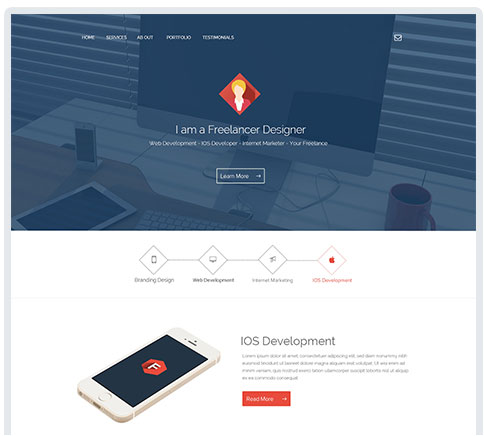 HOME SERVICES AB OUT PORTFOLIO TESTIMONIALS
I am a Freelancer Designer
Web Development - IOS Developer - Internet Marketer - Your Freelance
Learn More →
Branding Design Web Development Internet Marketing IOS Development
F
IOS Development
Lorem ipsum dolor sit amet, consectetuer adipiscing elit, sed diam
nonummy nibh euismod tincidunt ut laoreet dolore magna aliquam erat
volutpat. Ut wisi enim ad minim veniam, quis nostrud exerci tation
ullamcorper suscipit lobortis nisl ut aliquip
ex ea commodo consequat
Read More →